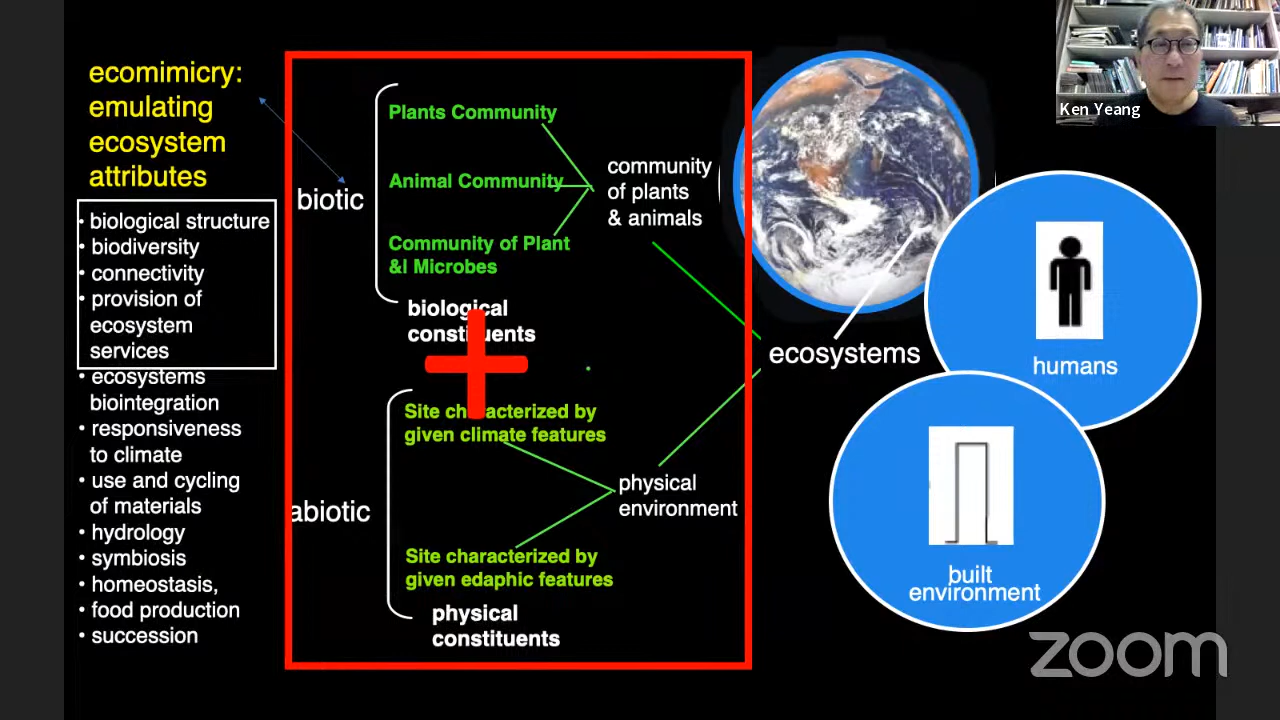 ecomimicry:
emulating
ecosystem
attributes
• biological structure
• biodiversity
• connectivity
• provision of
ecosystem
services
• ecosystems
biointegration
• responsiveness
to climate
• use and cycling
of materials
• hydrology
• symbiosis
• homeostasis,
• food production
• succession
biotic
Plants Community
Animal Community
Community of Plant
&l Microbes
biological
constituents
community
of plants
& animals
abiotic
Site characterized by
given climate features
Site characterized by
given edaphic features
physical
constituents
physical
environment
ecosystems
humans
built
environment
Ken Yeang
zoom